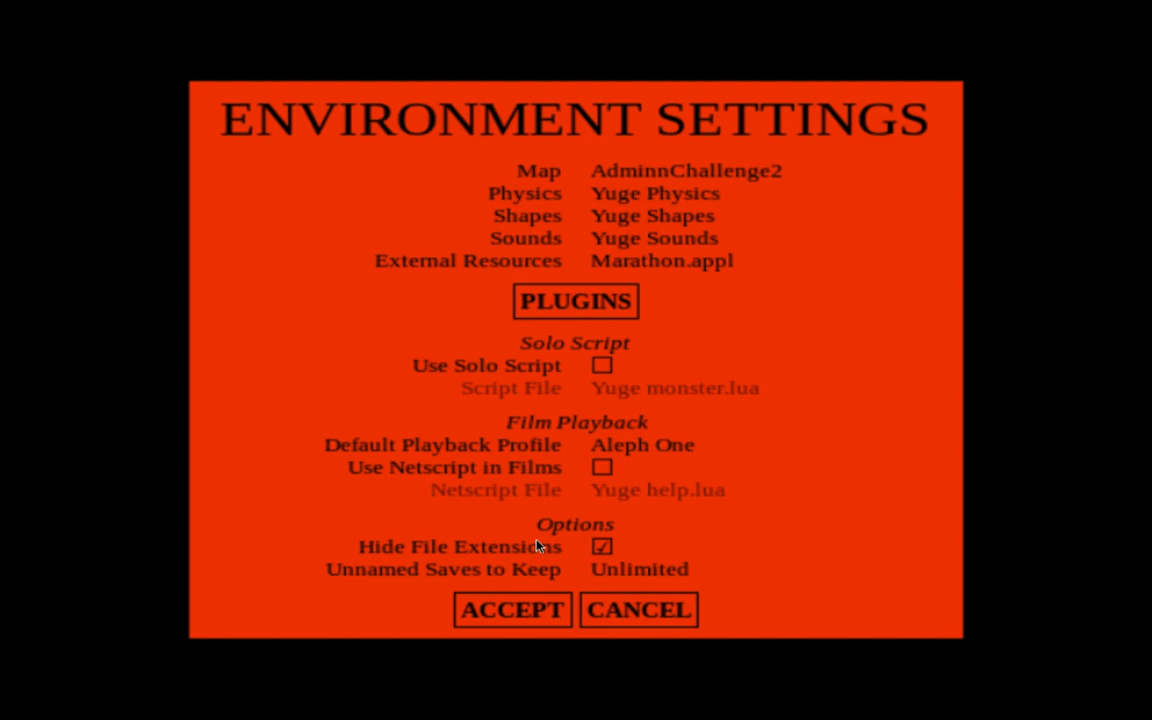 ENVIRONMENT SETTINGS
Map AdminnChallenge2
Physics Yuge Physics
Shapes Yuge Shapes
Sounds Yuge Sounds
External Resources Marathon.appl
PLUGINS
Solo Script
Use Solo Script
Script File Yuge monster.lua
Film Playback
Default Playback Profile Aleph One
Use Netscript in Films
Netscript File Yuge help.lua
Options
Hide File Extensions
Unnamed Saves to Keep Unlimited
ACCEPT CANCEL